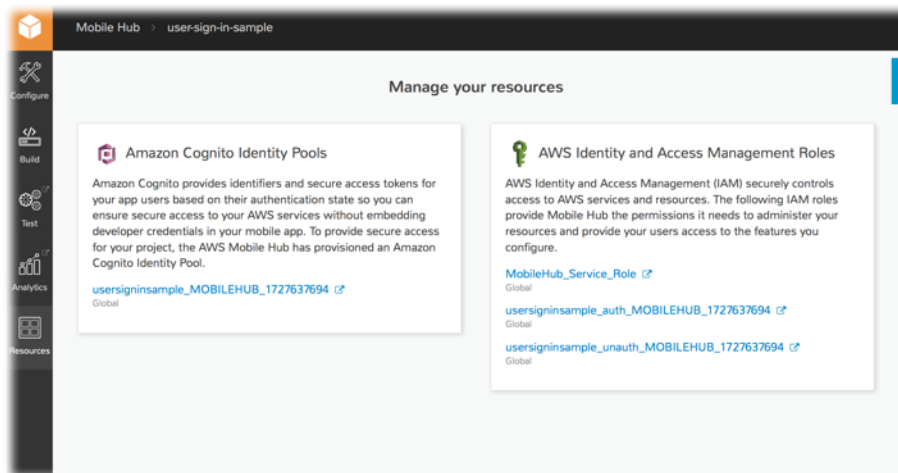 Mobile Hub > user-sign-in-sample
Configure
Build
Test
Analytics
Resources
Manage your resources
Amazon Cognito Identity Pools
Amazon Cognito provides identifiers and secure access tokens for
your app users based on their authentication state so you can
ensure secure access to your AWS services without embedding
developer credentials in your mobile app. To provide secure access
for your project, the AWS Mobile Hub has provisioned an Amazon
Cognito Identity Pool.
usersigninsample_MOBILEHUB_1727637694
Global
AWS Identity and Access Management Roles
AWS Identity and Access Management (IAM) securely controls
access to AWS services and resources. The following IAM roles
provide Mobile Hub the permissions it needs to administer your
resources and provide your users access to the features you
configure.
MobileHub_Service_Role
Global
usersigninsample_auth_MOBILEHUB_1727637694
Global
usersigninsample_unauth_MOBILEHUB_1727637694
Global